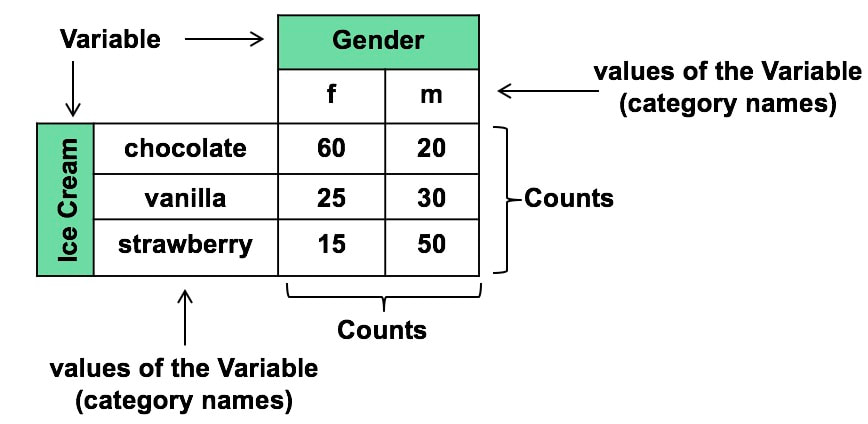 Variable
Gender
values of the Variable
(category names)
f m
Ice Cream
chocolate 60 20
vanilla 25 30
strawberry 15 50
Counts
Counts
values of the Variable
(category names)